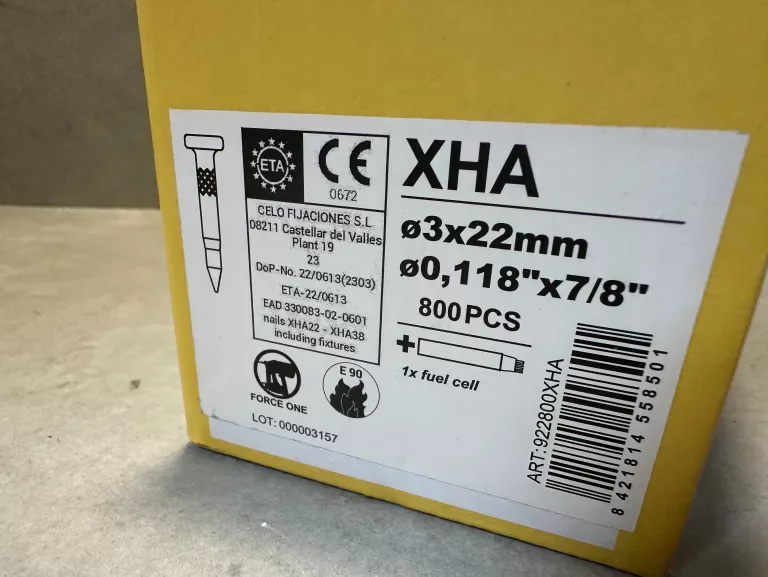 ETA
CE
0672
CELO FIJACIONES S.L
08211 Castellar del Valles
Plant 19
23
DoP-No. 22/0613(2303)
ETA-22/0613
EAD 330083-02-0601
nails XHA22 - XHA38
including fixtures
FORCE ONE
E 90
LOT: 000003157
XHA
ø3x22mm
ø0,118"x7/8"
800PCS
+
1x fuel cell
ART:922800XHA
8 421814 558501